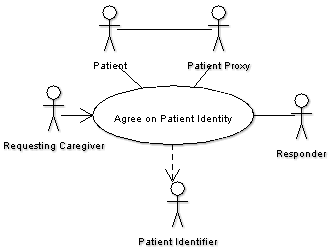 Patient
Patient Proxy
Agree on Patient Identity
Requesting Caregiver
Responder
Patient Identifier